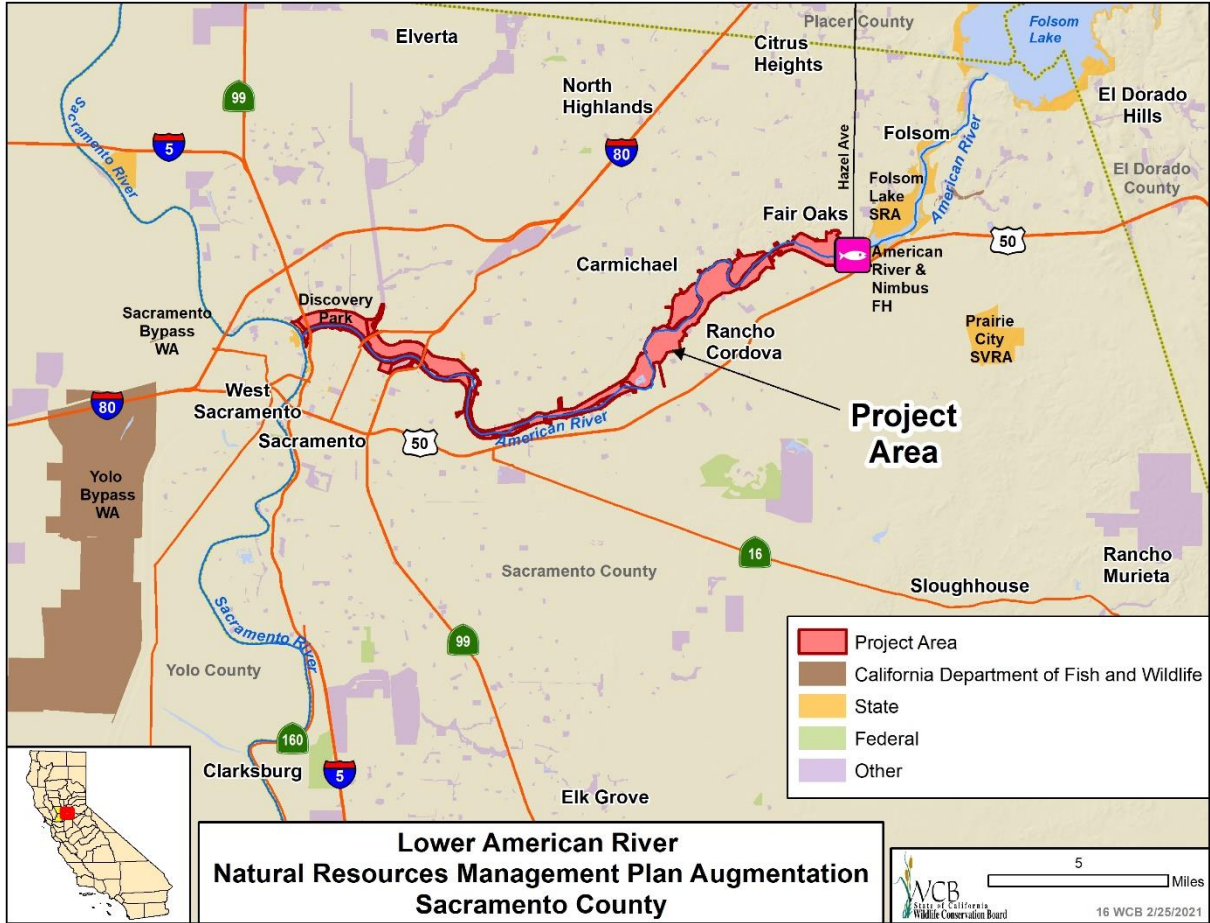 Placer County
Folsom
Lake
Elverta
Citrus
Heights
North
Highlands
99
El Dorado
Hills
Sacramento River
5
80
Hazel Ave
Folsom
American River
El Dorado
County
Folsom
Lake
SRA
Fair Oaks
50
Carmichael
American
River &
Nimbus
FH
Discovery
Park
Sacramento
Bypass
WA
Rancho
Cordova
Prairie
City
SVRA
80
West
Sacramento
Sacramento
50
American River
Project
Area
Yolo
Bypass
WA
16
Rancho
Murieta
Sacramento County
Sloughhouse
Sacramento River
99
Yolo County
160
Clarksburg
5
Elk Grove
Project Area
California Department of Fish and Wildlife
State
Federal
Other
Lower American River
Natural Resources Management Plan Augmentation
Sacramento County
WCB
State of California
Wildlife Conservation Board
5
Miles
16 WCB 2/25/2021